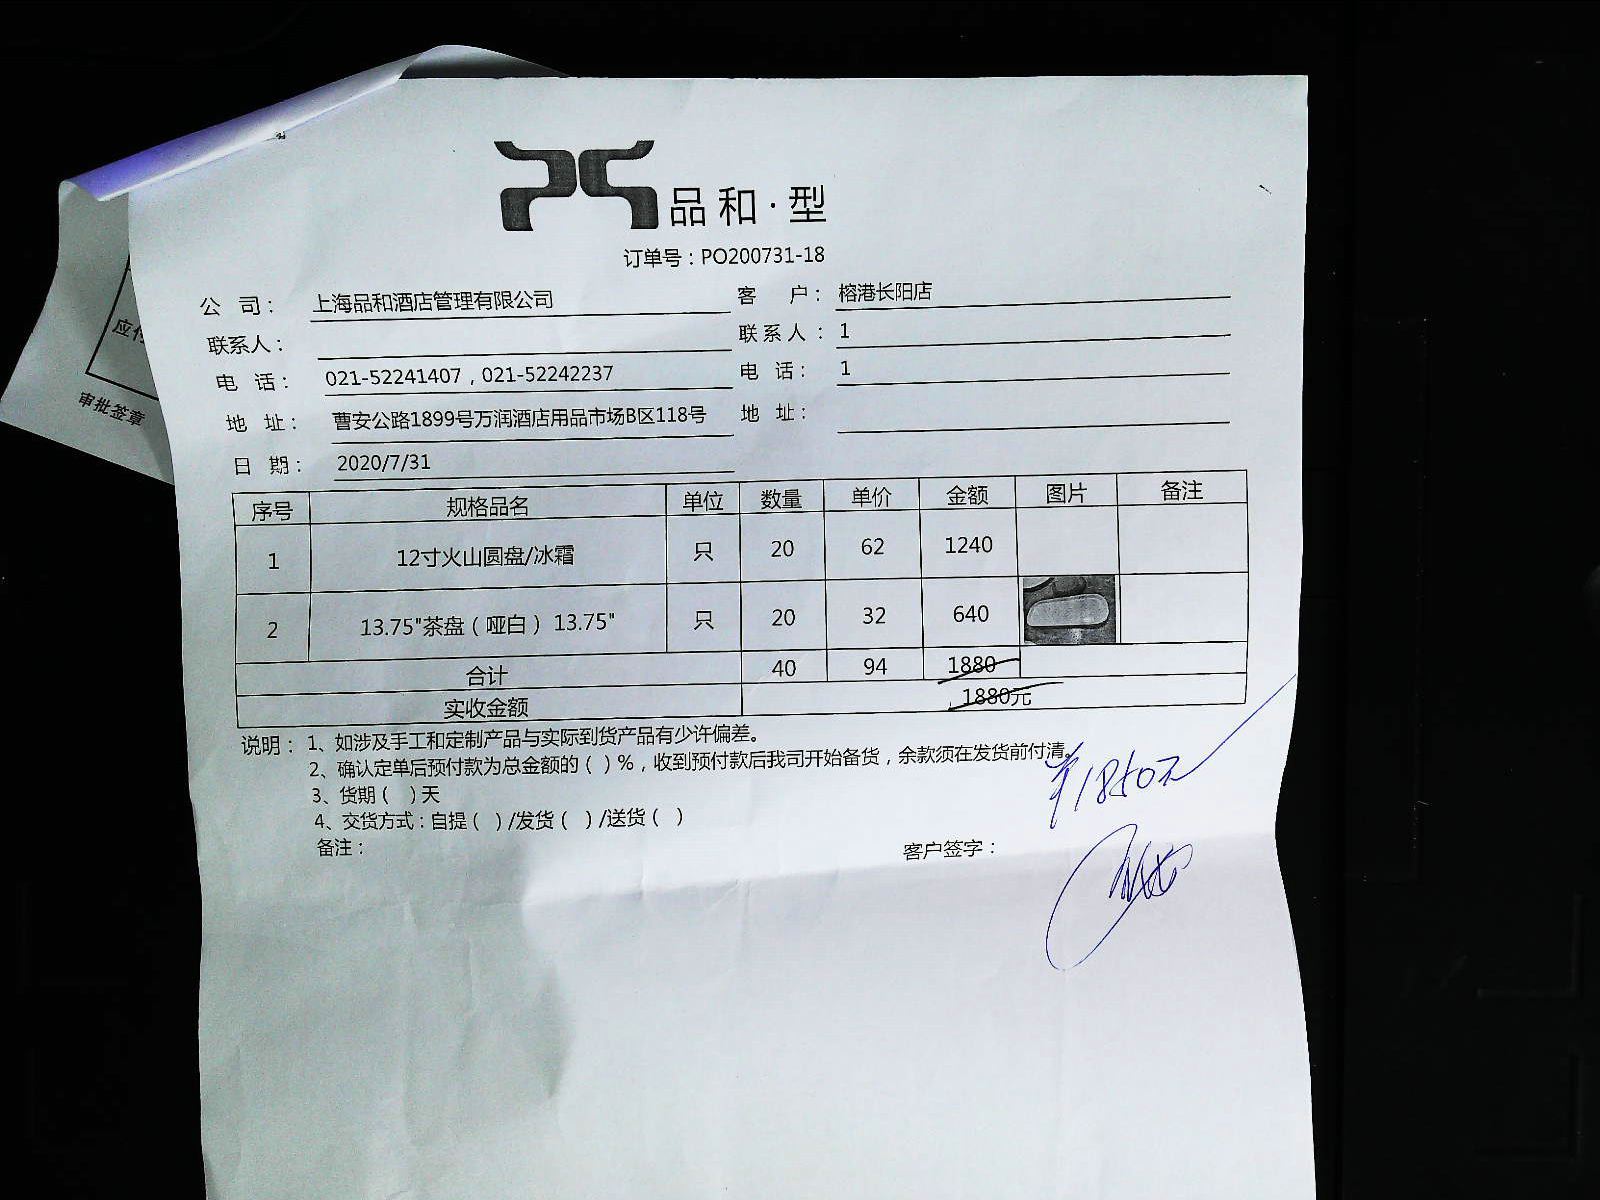 品和·型
订单号：PO200731-18
公 司： 上海品和酒店管理有限公司 客 户： 榕港长阳店
联系人： 联系人： 1
电 话： 021-52241407，021-52242237 电 话： 1
地 址： 曹安公路1899号万润酒店用品市场B区118号 地 址：
日 期： 2020/7/31
序号 规格品名 单位 数量 单价 金额 图片 备注
1 12寸火山圆盘/冰霜 只 20 62 1240
2 13.75"茶盘（哑白）13.75" 只 20 32 640
合计 40 94 1880
实收金额 1880元
说明：1、如涉及手工和定制产品与实际到货产品有少许偏差。
2、确认定单后预付款为总金额的（ ）%，收到预付款后我司开始备货，余款须在发货前付清。
¥1850元
3、货期（ ）天
4、交货方式：自提（ ）/发货（ ）/送货（ ）
备注： 客户签字：
应付
审批签章